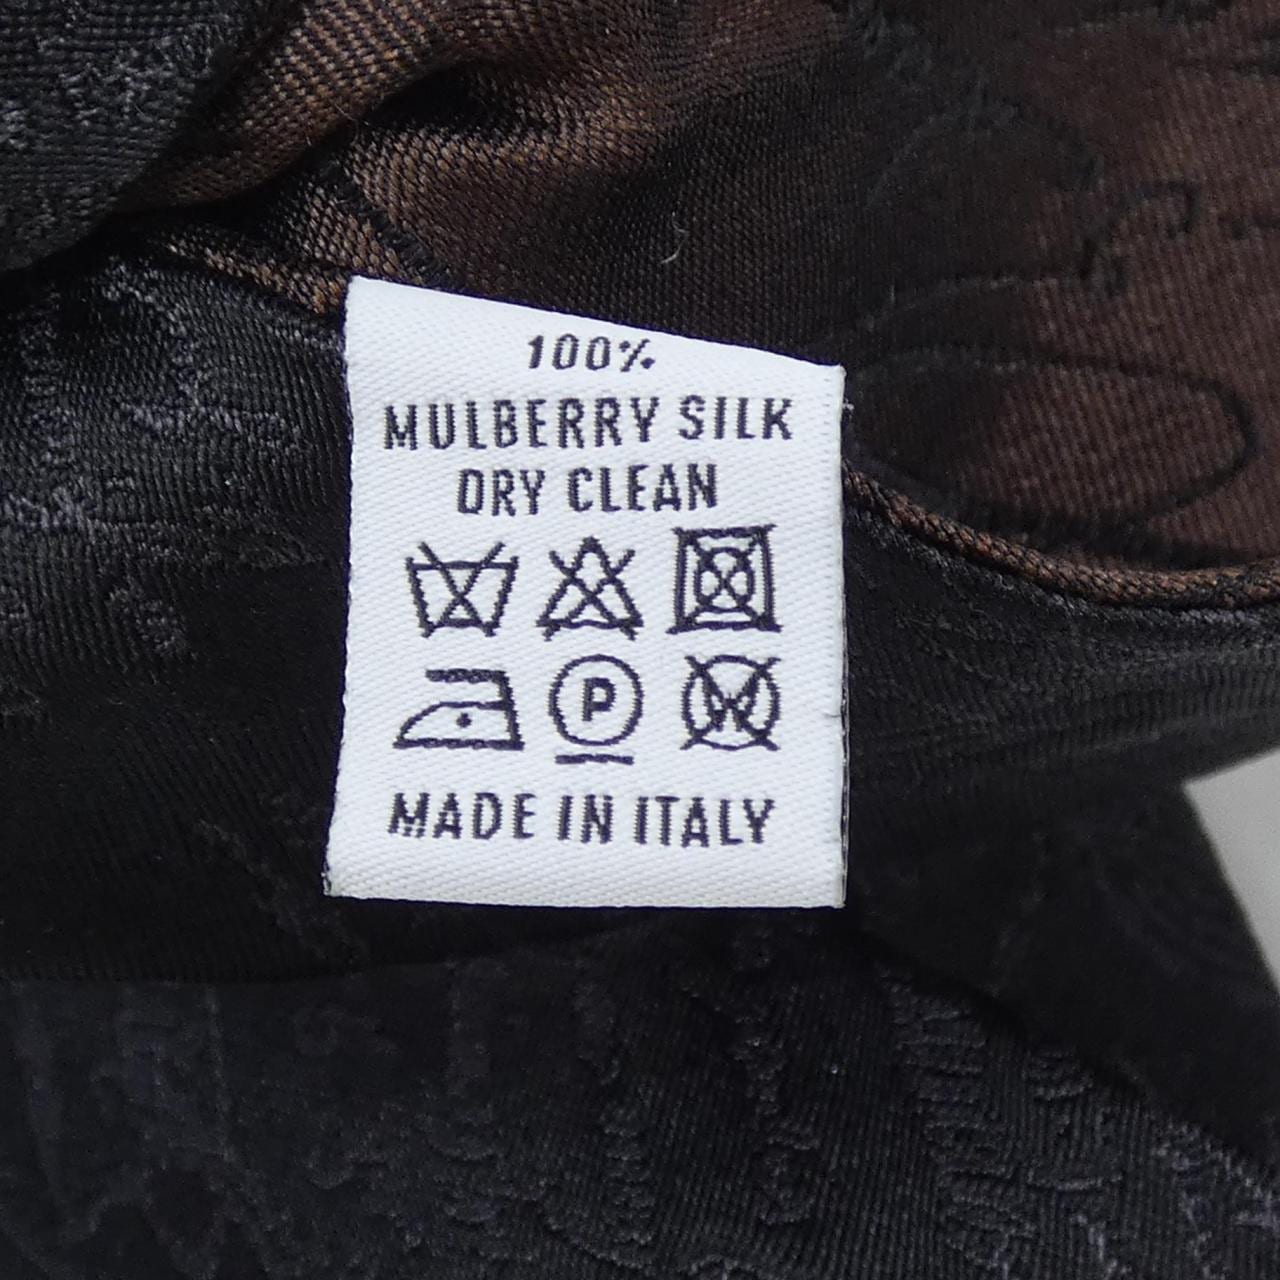 100%
MULBERRY SILK
DRY CLEAN
P W
MADE IN ITALY